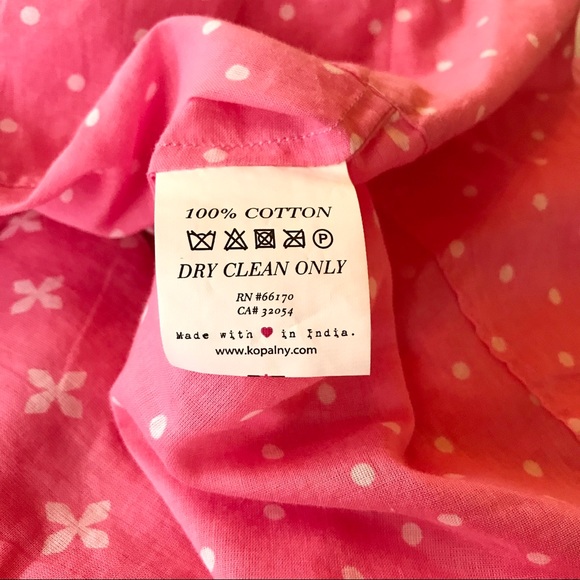 100% COTTON
Ⓟ
DRY CLEAN ONLY
RN #66170
CA# 32054
Made with ♥ in India.
www.kopalny.com